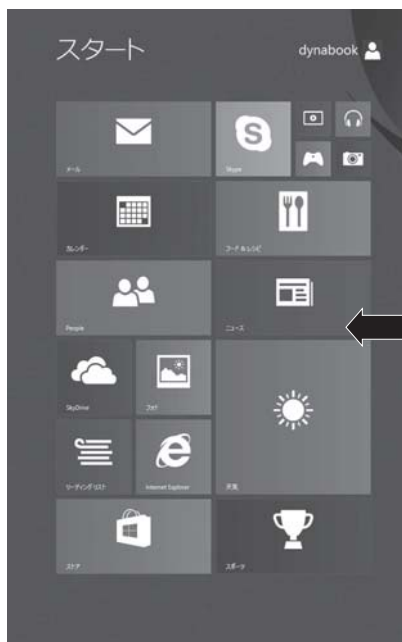 スタート
dynabook
メール
Skype
カレンダー
フード & レシピ
People
ニュース
SkyDrive
フォト
リーディングリスト
Internet Explorer
天気
ストア
スポーツ